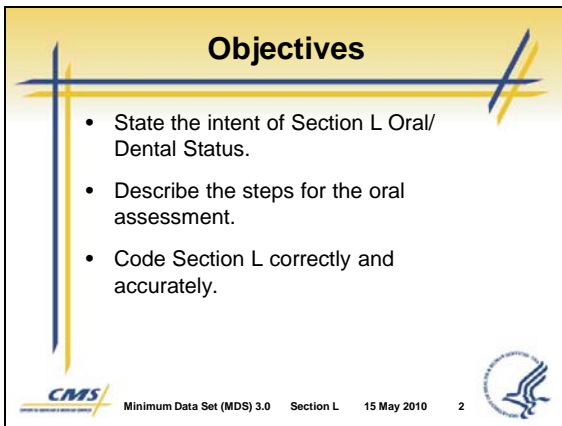 Objectives
• State the intent of Section L Oral/
Dental Status.
• Describe the steps for the oral
assessment.
• Code Section L correctly and
accurately.
CMS
Minimum Data Set (MDS) 3.0 Section L 15 May 2010 2